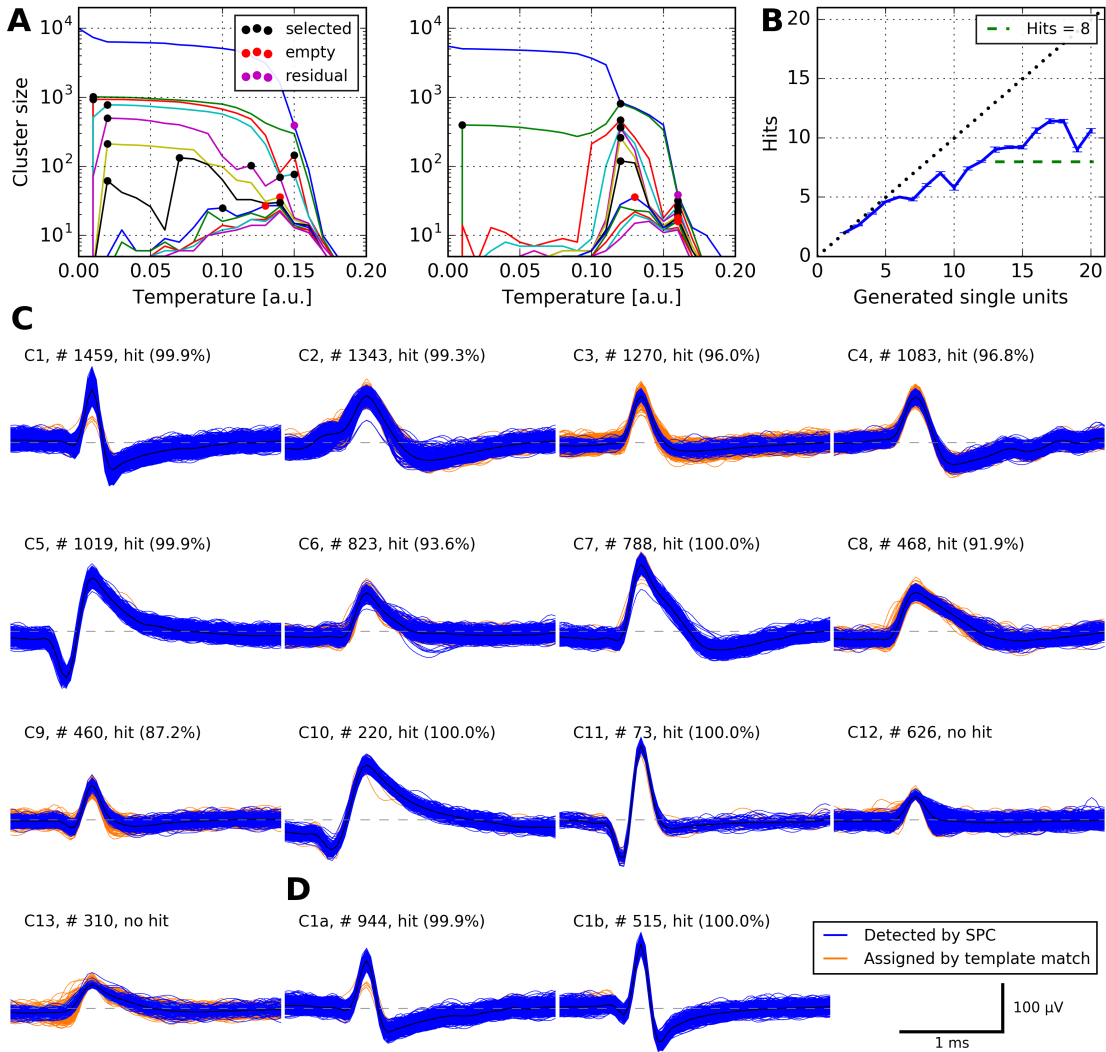 A
B
10⁴
10³
10²
10¹
Cluster size
selected
empty
residual
0.00 0.05 0.10 0.15 0.20
Temperature [a.u.]
10⁴
10³
10²
10¹
0.00 0.05 0.10 0.15 0.20
Temperature [a.u.]
20
15
10
5
0
Hits
Hits = 8
0 5 10 15 20
Generated single units
C
C1, # 1459, hit (99.9%)
C2, # 1343, hit (99.3%)
C3, # 1270, hit (96.0%)
C4, # 1083, hit (96.8%)
C5, # 1019, hit (99.9%)
C6, # 823, hit (93.6%)
C7, # 788, hit (100.0%)
C8, # 468, hit (91.9%)
C9, # 460, hit (87.2%)
C10, # 220, hit (100.0%)
C11, # 73, hit (100.0%)
C12, # 626, no hit
D
C13, # 310, no hit
C1a, # 944, hit (99.9%)
C1b, # 515, hit (100.0%)
Detected by SPC
Assigned by template match
100 μV
1 ms